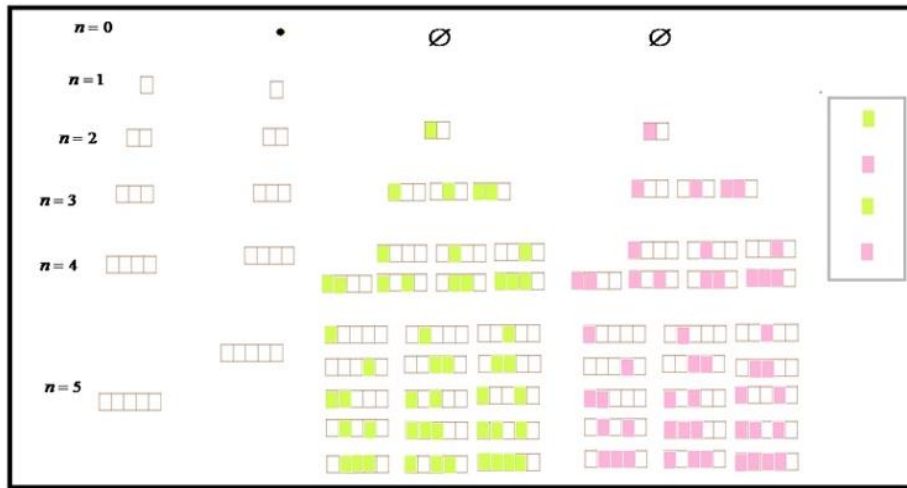 n = 0 ∅ ∅
n = 1
n = 2
n = 3
n = 4
n = 5